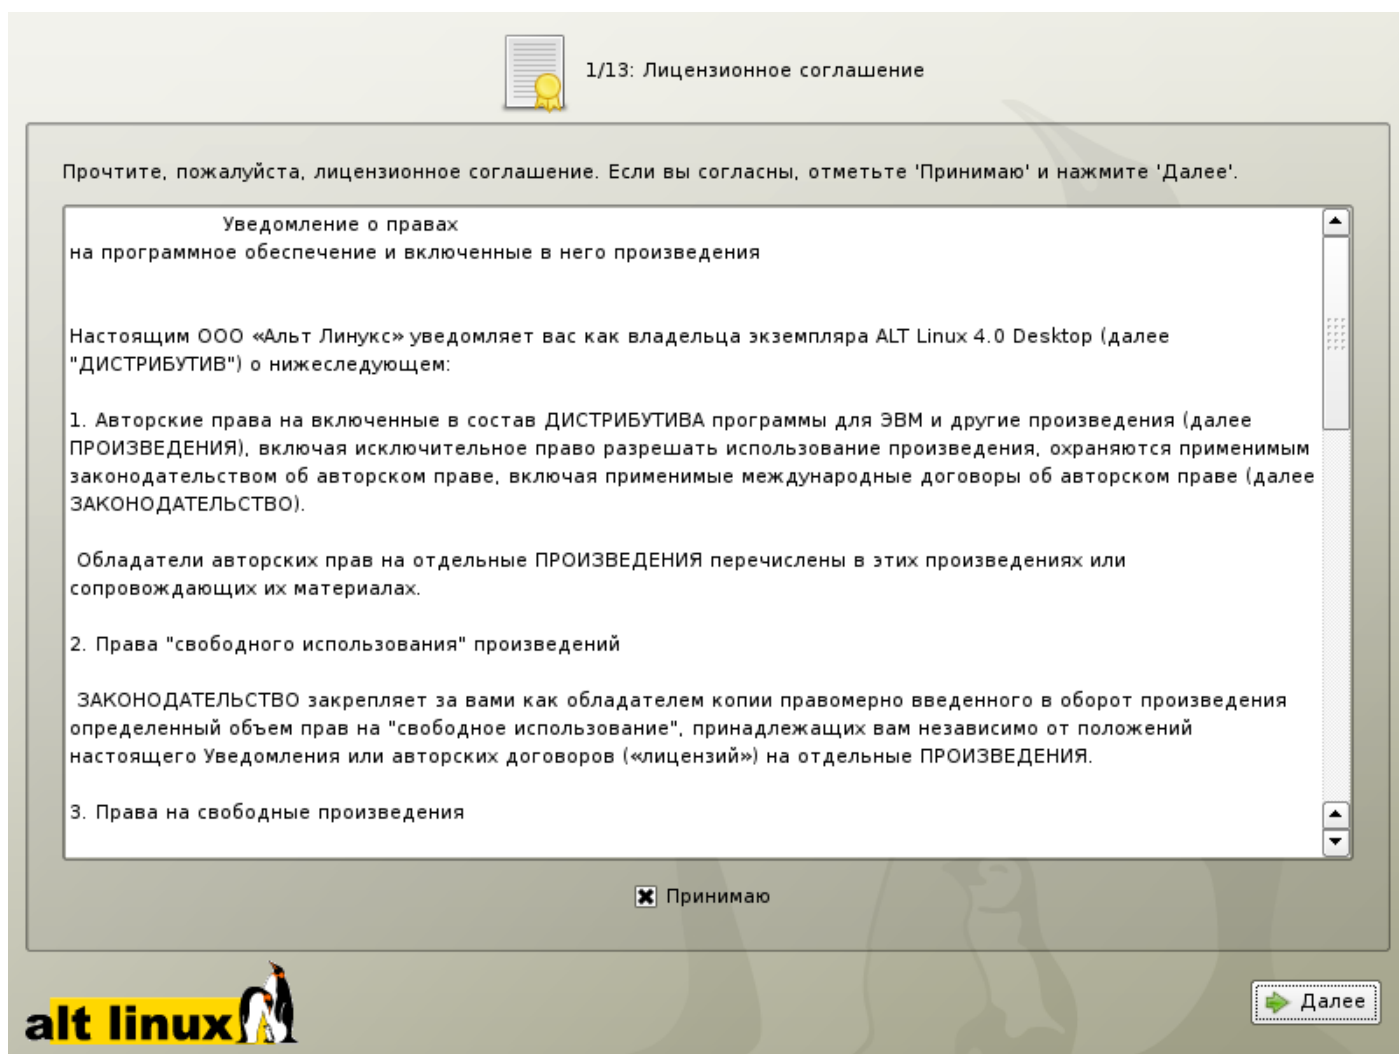 1/13: Лицензионное соглашение
Прочтите, пожалуйста, лицензионное соглашение. Если вы согласны, отметьте 'Принимаю' и нажмите 'Далее'.
Уведомление о правах
на программное обеспечение и включенные в него произведения
Настоящим ООО «Альт Линукс» уведомляет вас как владельца экземпляра ALT Linux 4.0 Desktop (далее
"ДИСТРИБУТИВ") о нижеследующем:
1. Авторские права на включенные в состав ДИСТРИБУТИВА программы для ЭВМ и другие произведения (далее
ПРОИЗВЕДЕНИЯ), включая исключительное право разрешать использование произведения, охраняются применимым
законодательством об авторском праве, включая применимые международные договоры об авторском праве (далее
ЗАКОНОДАТЕЛЬСТВО).
Обладатели авторских прав на отдельные ПРОИЗВЕДЕНИЯ перечислены в этих произведениях или
сопровождающих их материалах.
2. Права "свободного использования" произведений
ЗАКОНОДАТЕЛЬСТВО закрепляет за вами как обладателем копии правомерно введенного в оборот произведения
определенный объем прав на "свободное использование", принадлежащих вам независимо от положений
настоящего Уведомления или авторских договоров («лицензий») на отдельные ПРОИЗВЕДЕНИЯ.
3. Права на свободные произведения
Принимаю
alt linux
Далее